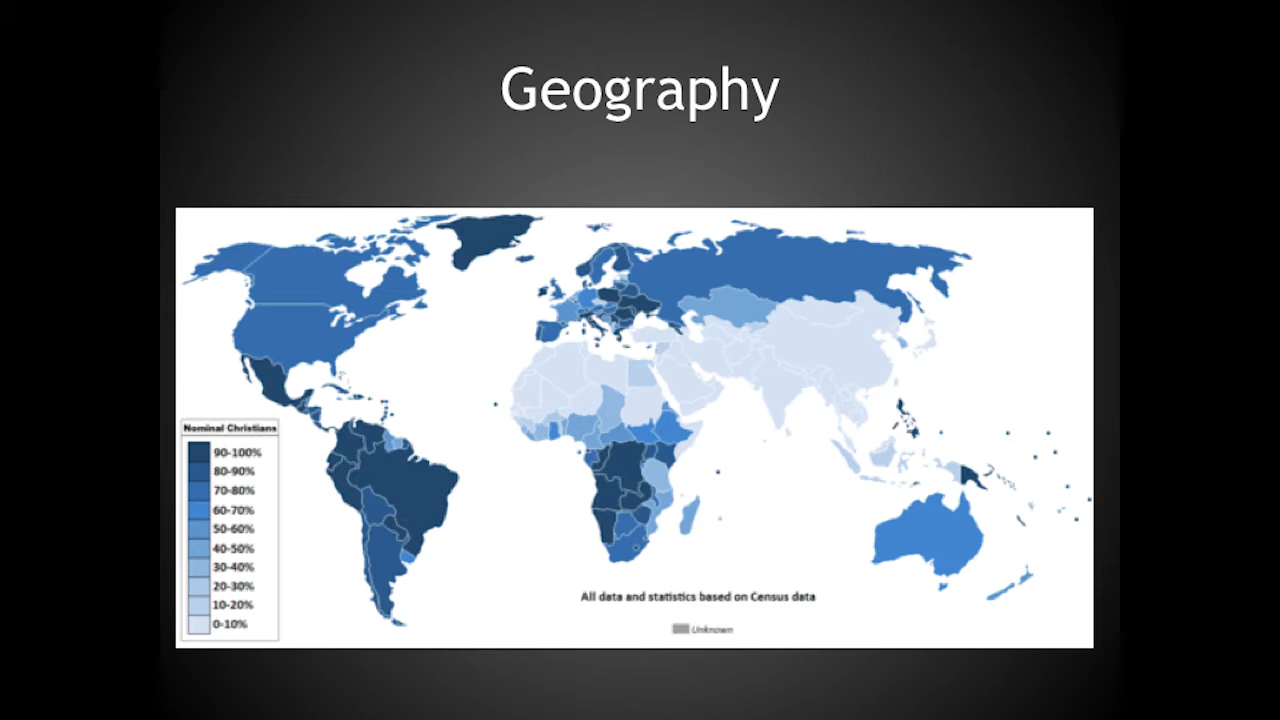 Geography
Nominal Christians
90-100%
80-90%
70-80%
60-70%
50-60%
40-50%
30-40%
20-30%
10-20%
0-10%
All data and statistics based on Census data
Unknown